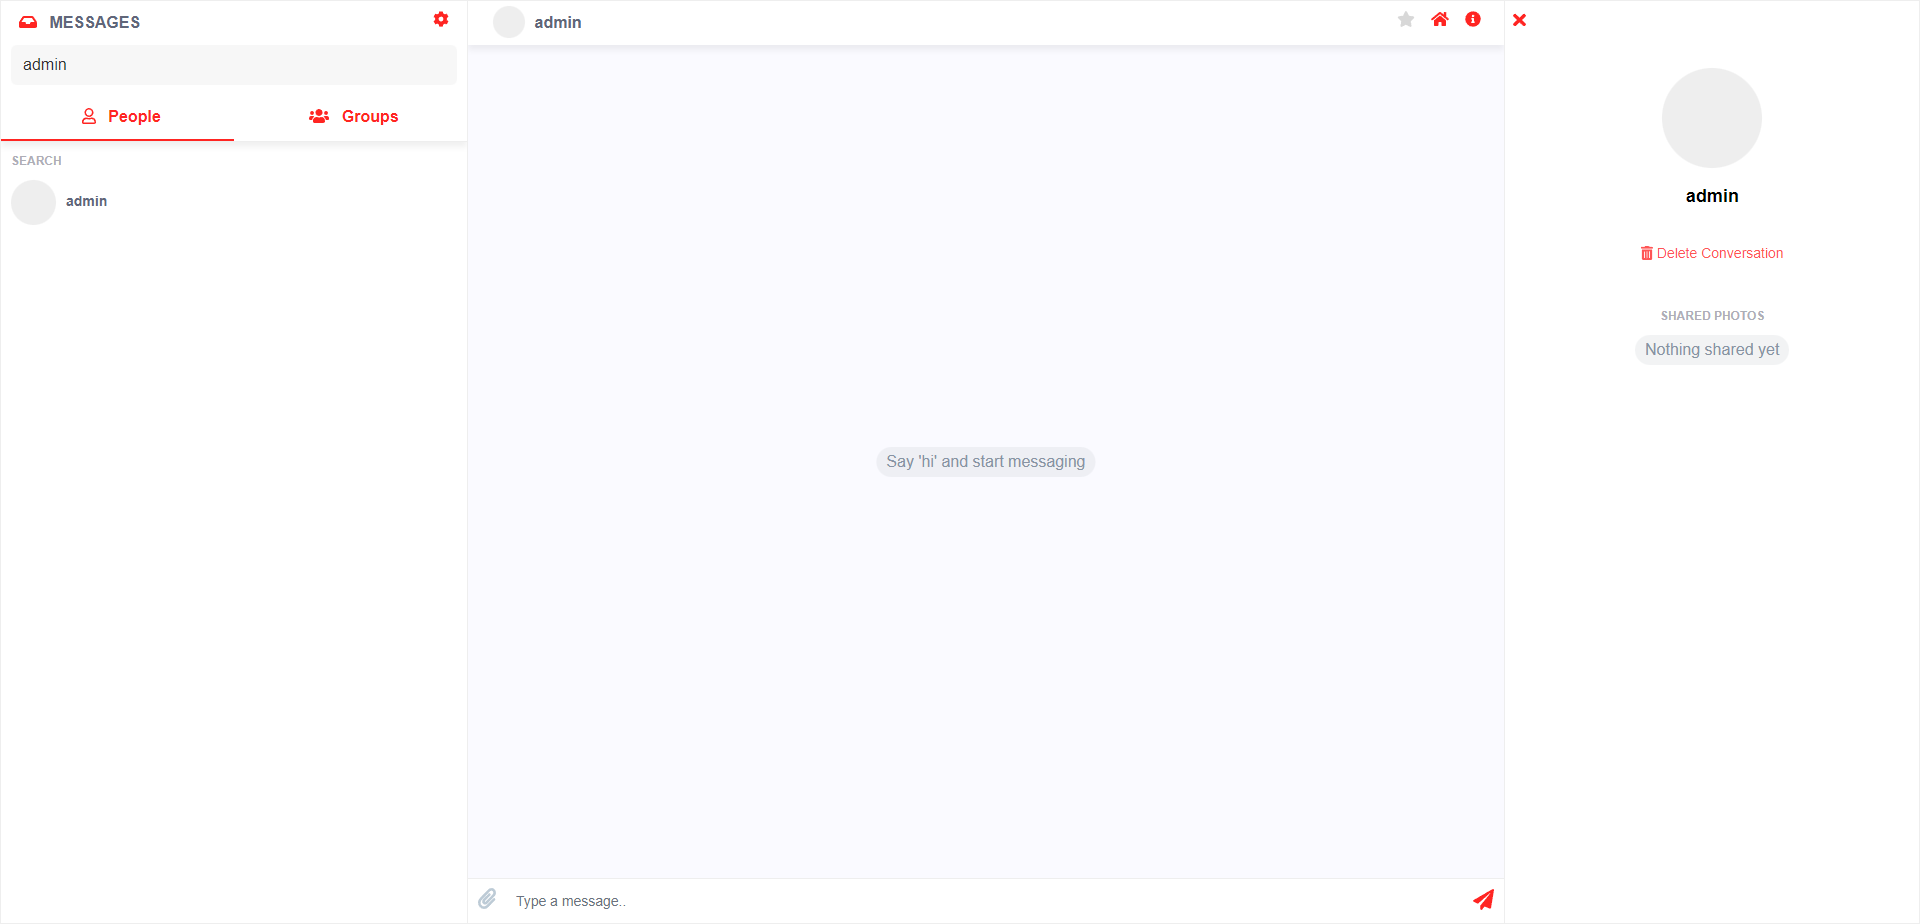 MESSAGES
admin
People
Groups
SEARCH
admin
admin
Say 'hi' and start messaging
Type a message..
admin
Delete Conversation
SHARED PHOTOS
Nothing shared yet